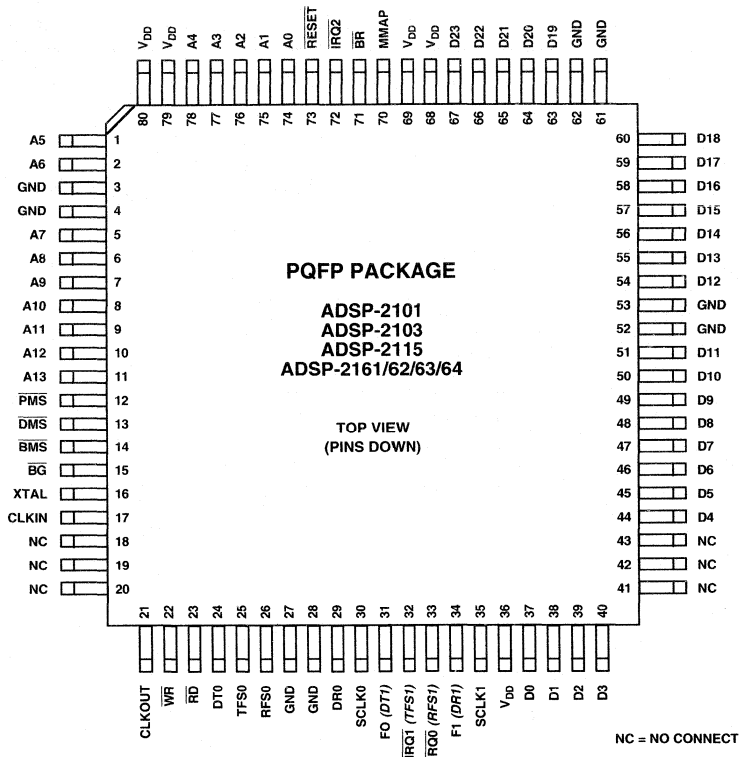 VDD VDD A4 A3 A2 A1 A0 RESET IRQ2 BR MMAP VDD VDD D23 D22 D21 D20 D19 GND GND
80 79 78 77 76 75 74 73 72 71 70 69 68 67 66 65 64 63 62 61
A5 1 60 D18
A6 2 59 D17
GND 3 58 D16
GND 4 57 D15
A7 5 56 D14
A8 6 55 D13
A9 7 54 D12
A10 8 53 GND
A11 9 52 GND
A12 10 51 D11
A13 11 50 D10
PMS 12 49 D9
DMS 13 48 D8
BMS 14 47 D7
BG 15 46 D6
XTAL 16 45 D5
CLKIN 17 44 D4
NC 18 43 NC
NC 19 42 NC
NC 20 41 NC
PQFP PACKAGE
ADSP-2101
ADSP-2103
ADSP-2115
ADSP-2161/62/63/64
TOP VIEW
(PINS DOWN)
21 22 23 24 25 26 27 28 29 30 31 32 33 34 35 36 37 38 39 40
CLKOUT WR RD DT0 TFS0 RFS0 GND GND DR0 SCLK0 FO (DT1) IRQ1 (TFS1) IRQ0 (RFS1) F1 (DR1) SCLK1 VDD D0 D1 D2 D3
NC = NO CONNECT